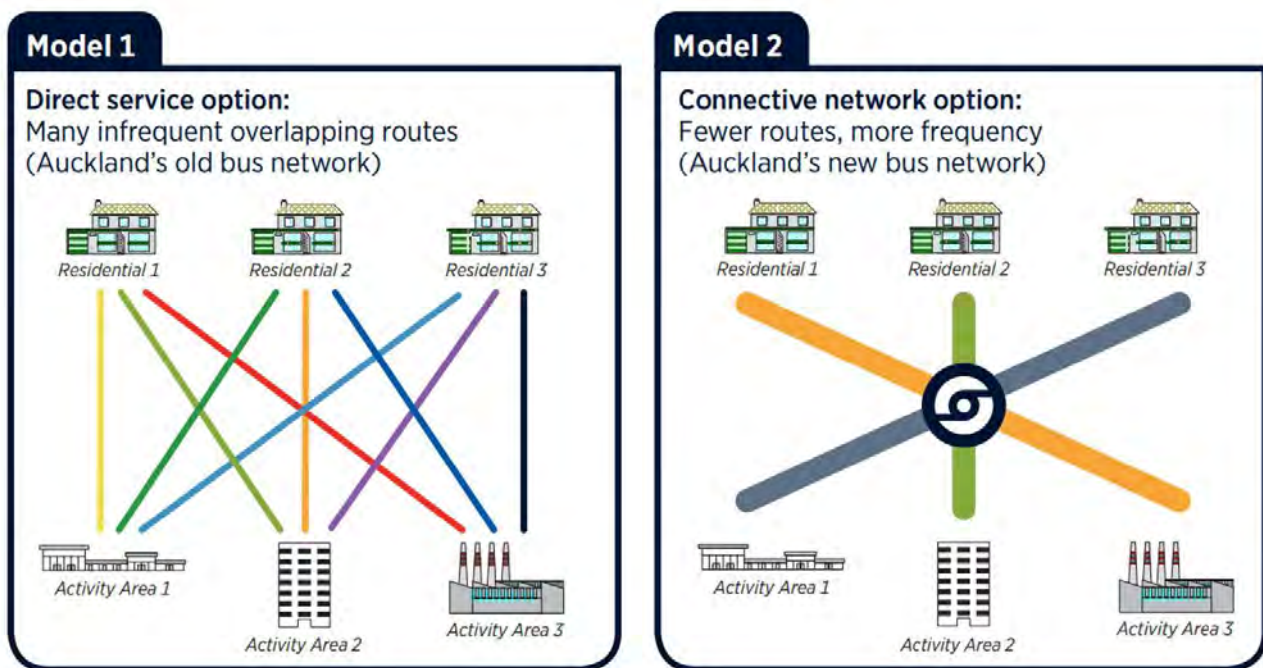 Model 1
Direct service option:
Many infrequent overlapping routes
(Auckland's old bus network)
Residential 1
Residential 2
Residential 3
Activity Area 1
Activity Area 2
Activity Area 3
Model 2
Connective network option:
Fewer routes, more frequency
(Auckland's new bus network)
Residential 1
Residential 2
Residential 3
Activity Area 1
Activity Area 2
Activity Area 3